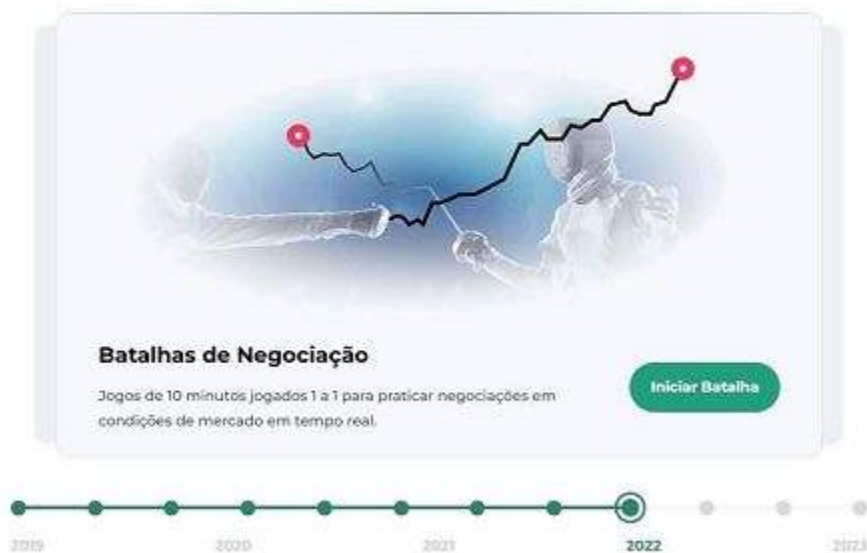 Batalhas de Negociação
Jogos de 10 minutos jogados 1 a 1 para praticar negociações em
condições de mercado em tempo real.
Iniciar Batalha
2019 2020 2021 2022 2023